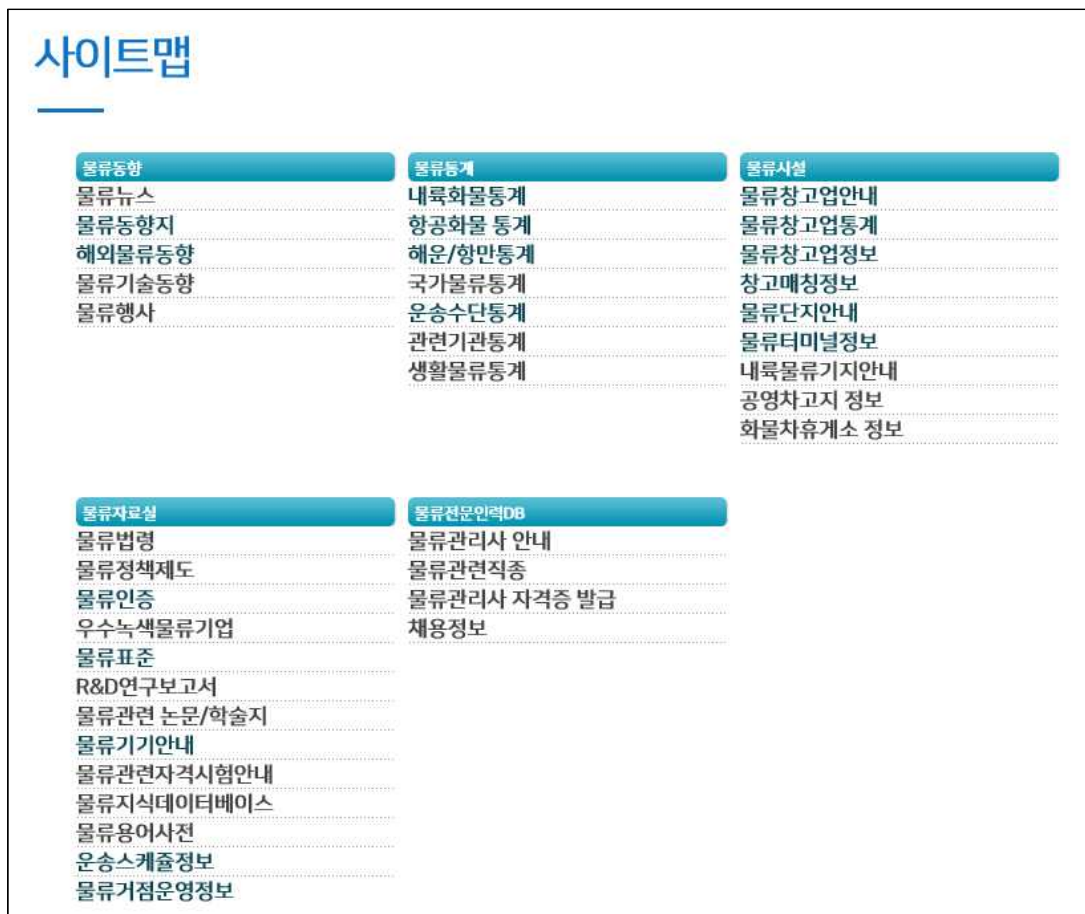 사이트맵
물류동향
물류뉴스
물류동향지
해외물류동향
물류기술동향
물류행사
물류통계
내륙화물통계
항공화물 통계
해운/항만통계
국가물류통계
운송수단통계
관련기관통계
생활물류통계
물류시설
물류창고업안내
물류창고업통계
물류창고업정보
창고매칭정보
물류단지안내
물류터미널정보
내륙물류기지안내
공영차고지 정보
화물차휴게소 정보
물류자료실
물류법령
물류정책제도
물류인증
우수녹색물류기업
물류표준
R&D연구보고서
물류관련 논문/학술지
물류기기안내
물류관련자격시험안내
물류지식데이터베이스
물류용어사전
운송스케쥴정보
물류거점운영정보
물류전문인력DB
물류관리사 안내
물류관련직종
물류관리사 자격증 발급
채용정보